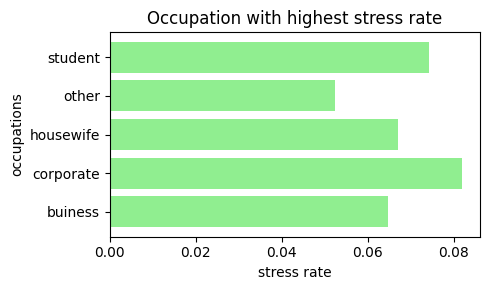 Occupation with highest stress rate
student
other
housewife
corporate
buiness
occupations
0.00 0.02 0.04 0.06 0.08
stress rate